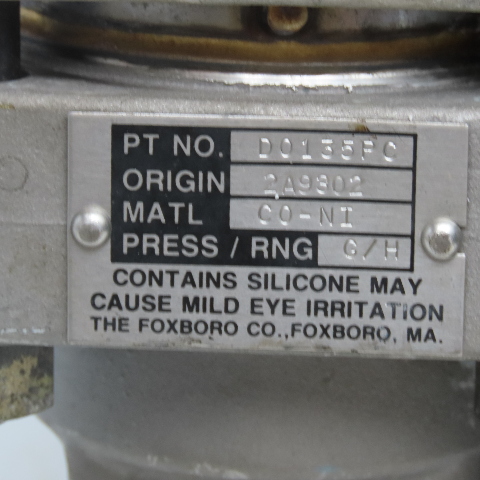 PT NO. D0135PC
ORIGIN 2A9302
MATL CO-NI
PRESS / RNG G/H
CONTAINS SILICONE MAY
CAUSE MILD EYE IRRITATION
THE FOXBORO CO., FOXBORO, MA.